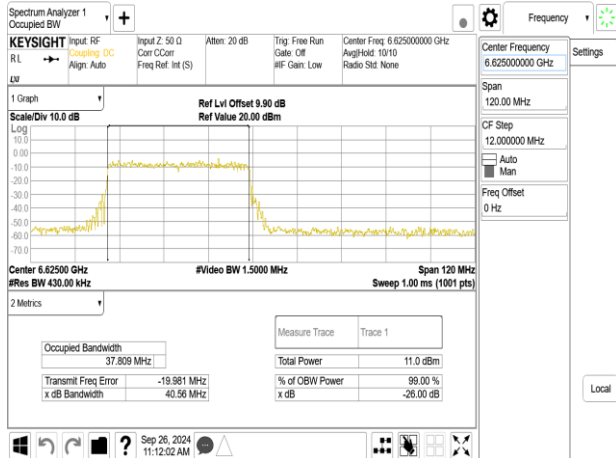 Spectrum Analyzer 1
Occupied BW
+
Frequency
Settings
KEYSIGHT
RL
LXI
Input: RF
Coupling: DC
Align: Auto
Input Z: 50 Ω
Corr CCorr
Freq Ref: Int (S)
Atten: 20 dB
Trig: Free Run
Gate: Off
#IF Gain: Low
Center Freq: 6.625000000 GHz
Avg|Hold: 10/10
Radio Std: None
Center Frequency
6.625000000 GHz
Span
120.00 MHz
CF Step
12.000000 MHz
Auto
Man
Freq Offset
0 Hz
Local
1 Graph
Scale/Div 10.0 dB
Ref Lvl Offset 9.90 dB
Ref Value 20.00 dBm
Log
10.0
0.00
-10.0
-20.0
-30.0
-40.0
-50.0
-60.0
-70.0
Center 6.62500 GHz
#Res BW 430.00 kHz
#Video BW 1.5000 MHz
Span 120 MHz
Sweep 1.00 ms (1001 pts)
2 Metrics
Measure Trace Trace 1
Occupied Bandwidth
37.809 MHz
Total Power 11.0 dBm
Transmit Freq Error -19.981 MHz
% of OBW Power 99.00 %
x dB Bandwidth 40.56 MHz
x dB -26.00 dB
?
Sep 26, 2024
11:12:02 AM